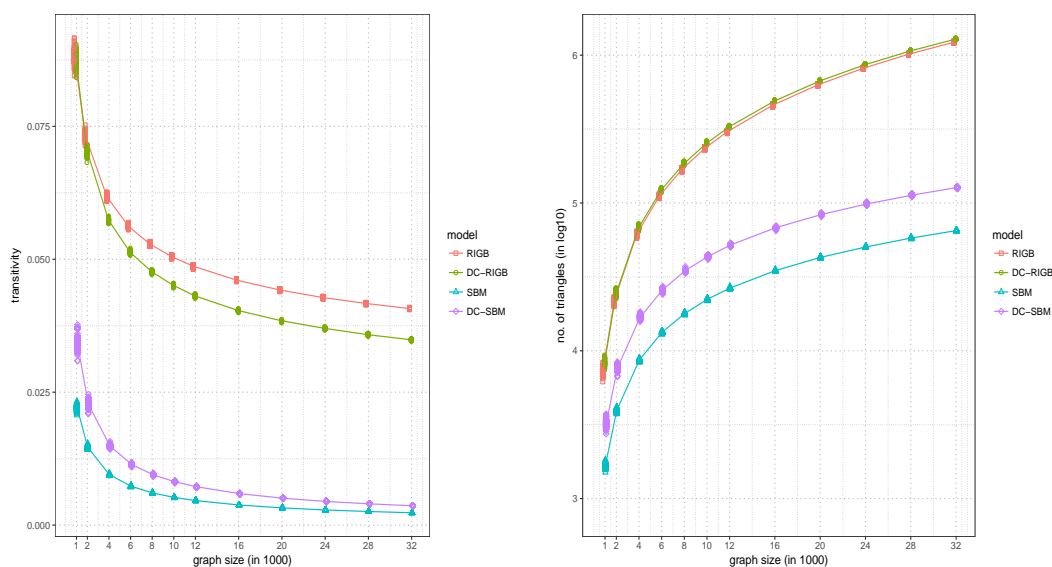 0.075
0.050
0.025
0.000
transitivity
1 2 4 6 8 10 12 16 20 24 28 32
graph size (in 1000)
model
RIGB
DC−RIGB
SBM
DC−SBM
6
5
4
3
no. of triangles (in log10)
1 2 4 6 8 10 12 16 20 24 28 32
graph size (in 1000)
model
RIGB
DC−RIGB
SBM
DC−SBM